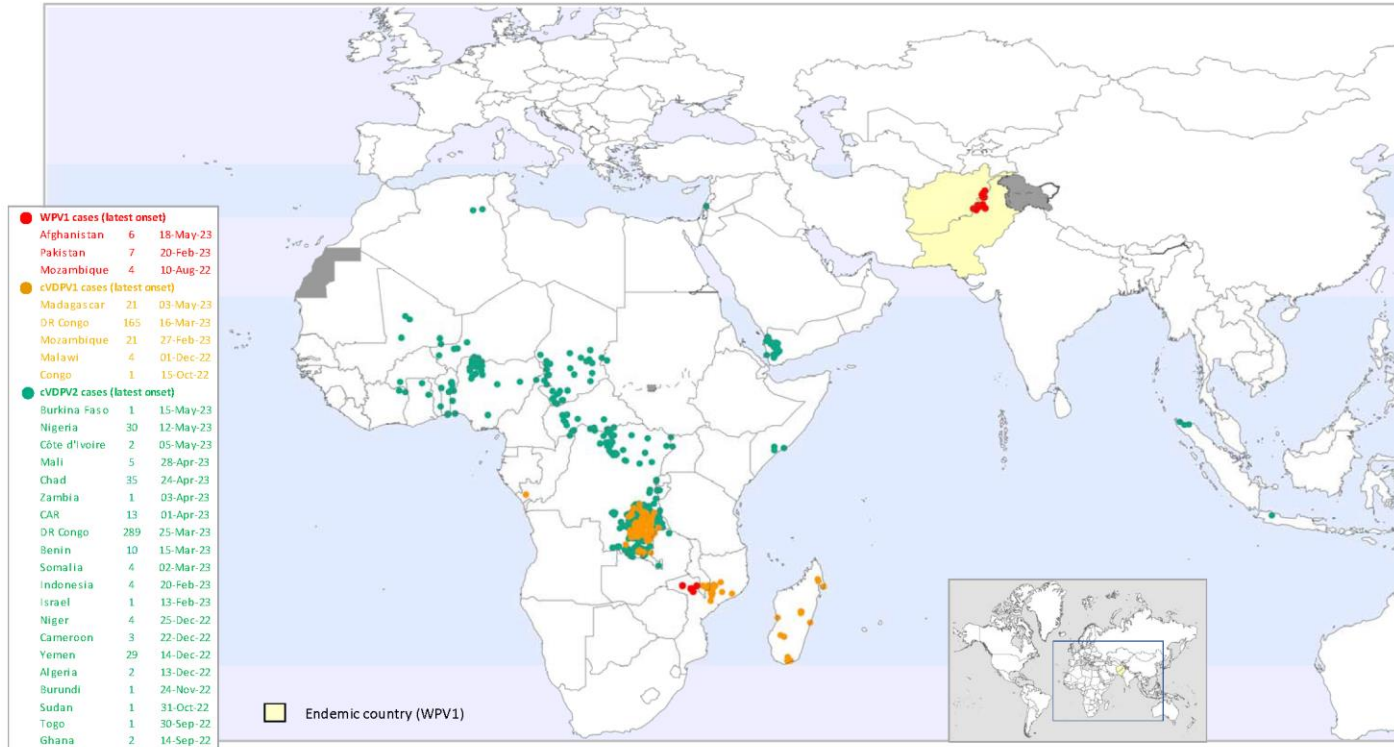 WPV1 cases (latest onset)
Afghanistan 6 18-May-23
Pakistan 7 20-Feb-23
Mozambique 4 10-Aug-22
cVDPV1 cases (latest onset)
Madagascar 21 03-May-23
DR Congo 165 16-Mar-23
Mozambique 21 27-Feb-23
Malawi 4 01-Dec-22
Congo 1 15-Oct-22
cVDPV2 cases (latest onset)
Burkina Faso 1 15-May-23
Nigeria 30 12-May-23
Côte d'Ivoire 2 05-May-23
Mali 5 28-Apr-23
Chad 35 24-Apr-23
Zambia 1 03-Apr-23
CAR 13 01-Apr-23
DR Congo 289 25-Mar-23
Benin 10 15-Mar-23
Somalia 4 02-Mar-23
Indonesia 4 20-Feb-23
Israel 1 13-Feb-23
Niger 4 25-Dec-22
Cameroon 3 22-Dec-22
Yemen 29 14-Dec-22
Algeria 2 13-Dec-22
Burundi 1 24-Nov-22
Sudan 1 31-Oct-22
Togo 1 30-Sep-22
Ghana 2 14-Sep-22
Endemic country (WPV1)